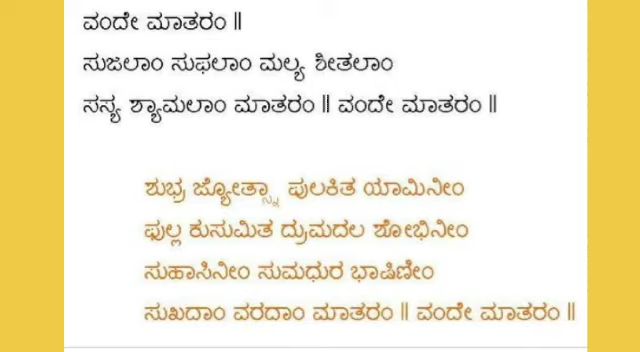 ವಂದೇ ಮಾತರಂ ||
ಸುಜಲಾಂ ಸುಫಲಾಂ ಮಲ್ಯ ಶೀತಲಾಂ
ಸಸ್ಯ ಶ್ಯಾಮಲಾಂ ಮಾತರಂ || ವಂದೇ ಮಾತರಂ ||
ಶುಭ್ರ ಜ್ಯೋತ್ಸ್ನಾ ಪುಲಕಿತ ಯಾಮಿನೀಂ
ಫುಲ್ಲ ಕುಸುಮಿತ ದ್ರುಮದಲ ಶೋಭಿನೀಂ
ಸುಹಾಸಿನೀಂ ಸುಮಧುರ ಭಾಷಿಣೀಂ
ಸುಖದಾಂ ವರದಾಂ ಮಾತರಂ || ವಂದೇ ಮಾತರಂ ||